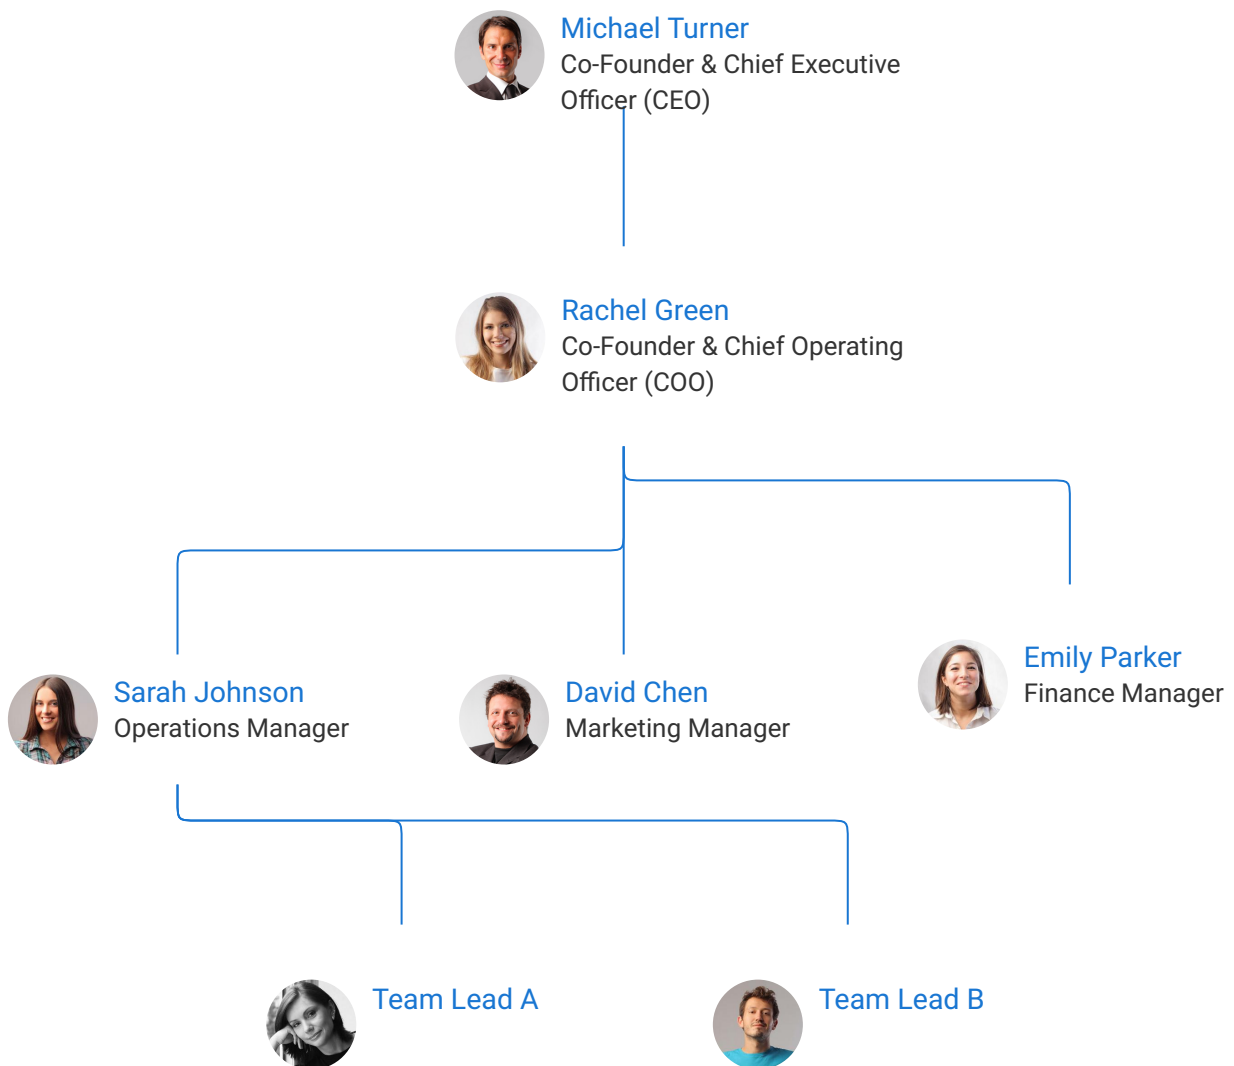 Michael Turner
Co-Founder & Chief Executive
Officer (CEO)
Rachel Green
Co-Founder & Chief Operating
Officer (COO)
Sarah Johnson
Operations Manager
David Chen
Marketing Manager
Emily Parker
Finance Manager
Team Lead A
Team Lead B